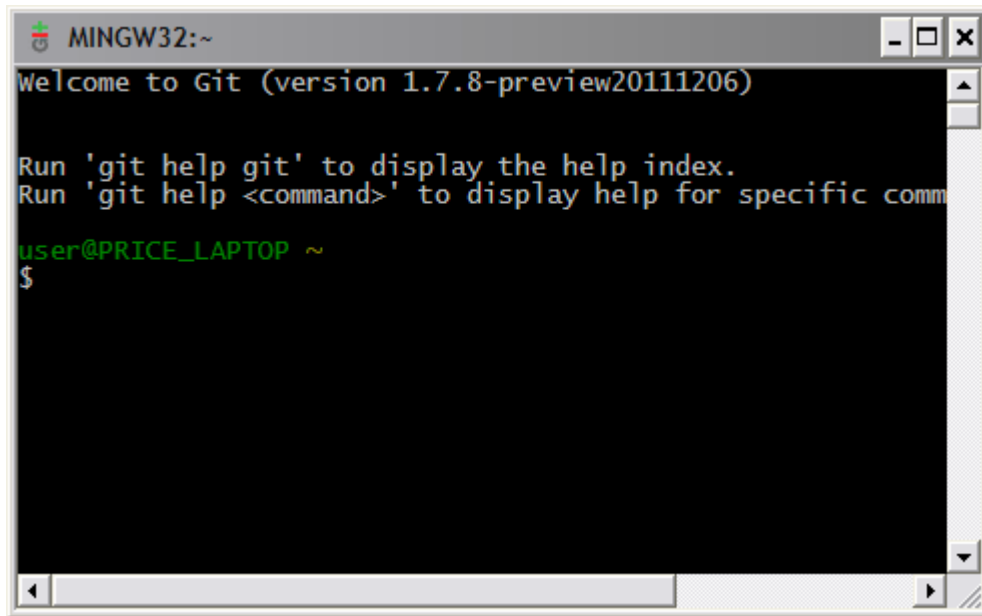 MINGW32:~
Welcome to Git (version 1.7.8-preview20111206)
Run 'git help git' to display the help index.
Run 'git help <command>' to display help for specific comm
user@PRICE_LAPTOP ~
$